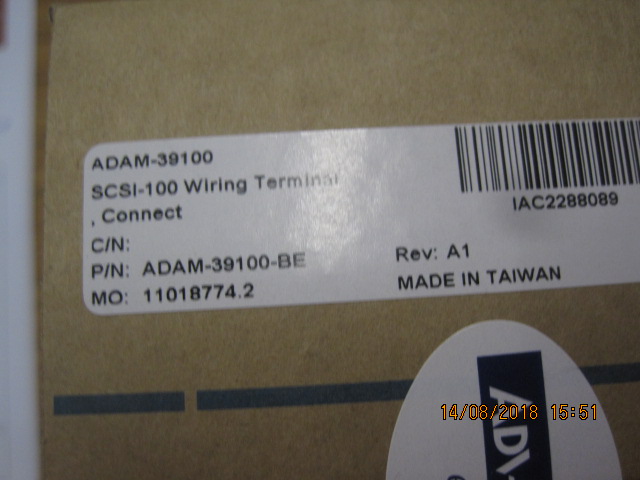 ADAM-39100
SCSI-100 Wiring Terminal
, Connect
C/N:
P/N: ADAM-39100-BE
MO: 11018774.2
IAC2288089
Rev: A1
MADE IN TAIWAN
ADV
14/08/2018 15:51